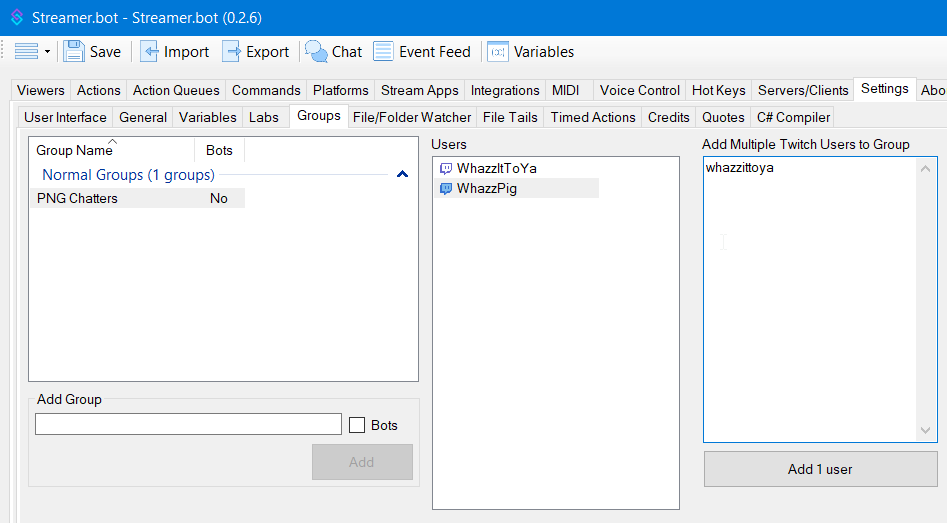 Streamer.bot - Streamer.bot (0.2.6)
Save Import Export Chat Event Feed Variables
Viewers Actions Action Queues Commands Platforms Stream Apps Integrations MIDI Voice Control Hot Keys Servers/Clients Settings Abo
User Interface General Variables Labs Groups File/Folder Watcher File Tails Timed Actions Credits Quotes C# Compiler
Group Name Bots
Normal Groups (1 groups)
PNG Chatters No
Add Group
Bots
Add
Users
WhazzItToYa
WhazzPig
Add Multiple Twitch Users to Group
whazzittoya
Add 1 user